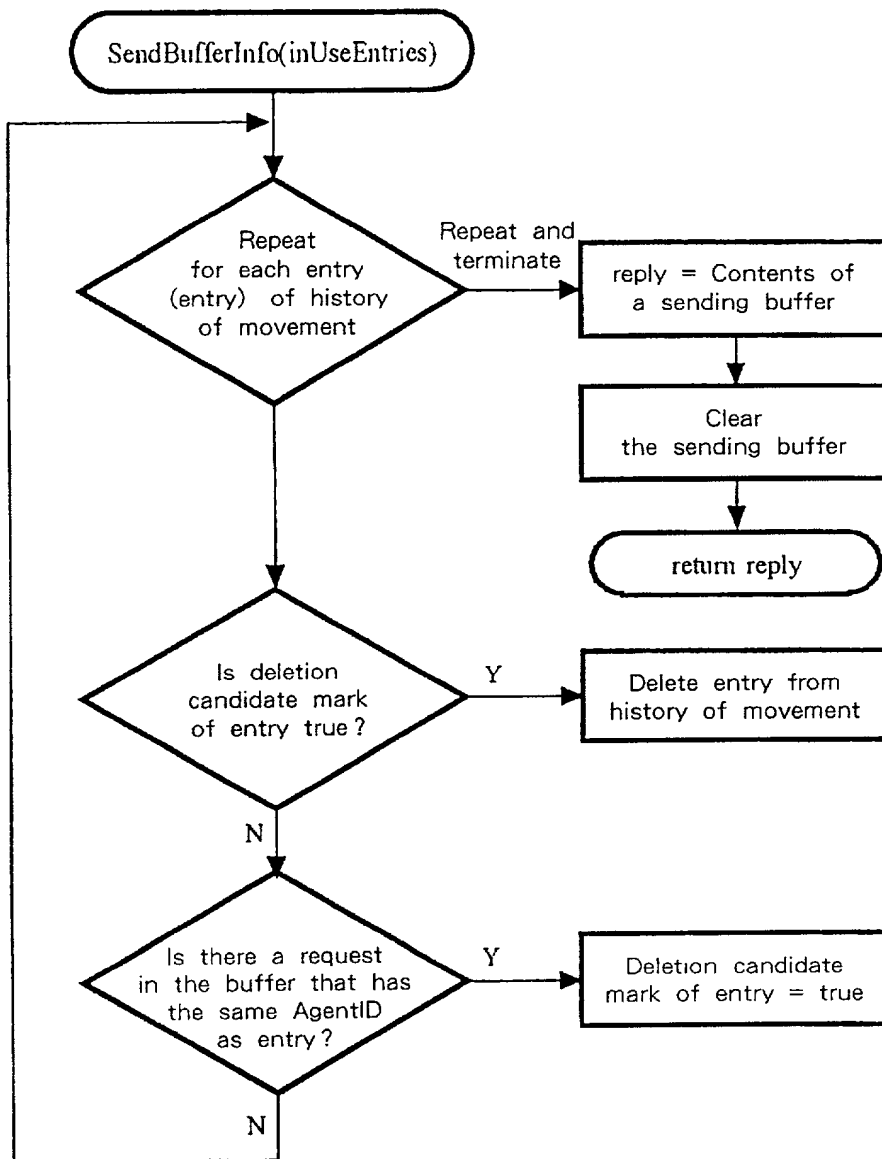 SendBufferInfo(inUseEntries)
Repeat
for each entry
(entry) of history
of movement
Repeat and
terminate
reply = Contents of
a sending buffer
Clear
the sending buffer
return reply
Is deletion
candidate mark
of entry true?
Y
Delete entry from
history of movement
N
Is there a request
in the buffer that has
the same AgentID
as entry?
Y
Deletion candidate
mark of entry = true
N